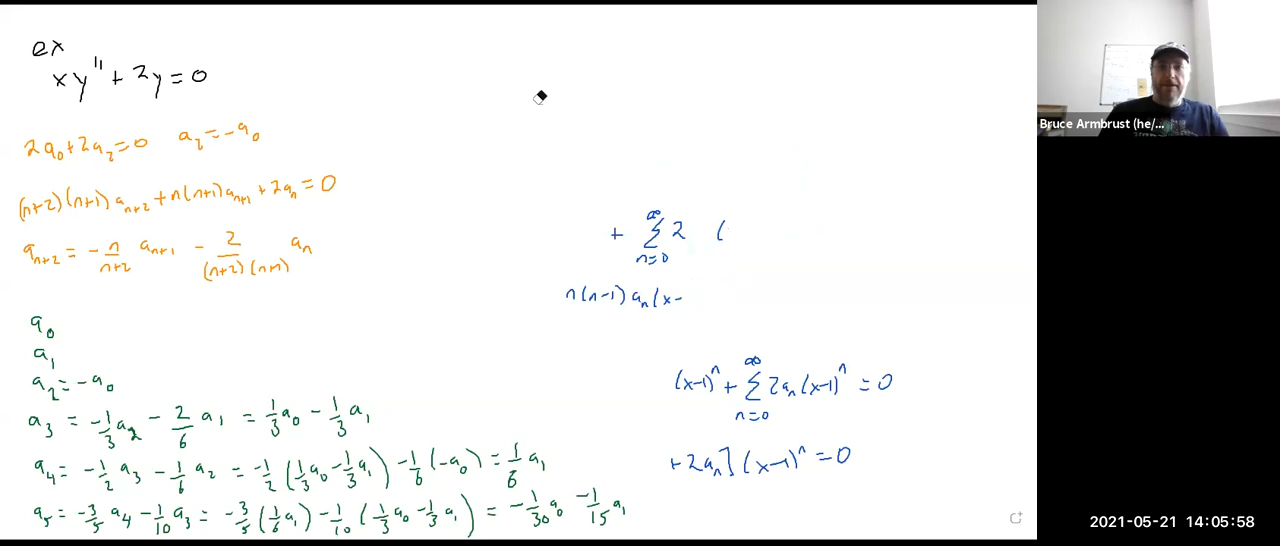 ex
xy'' + 2y = 0
2a₀ + 2a₂ = 0 a₂ = -a₀
(n+2)(n+1) aₙ₊₂ + n(n+1) aₙ₊₁ + 2aₙ = 0
aₙ₊₂ = - n/(n+2) aₙ₊₁ - 2/((n+2)(n+1)) aₙ
+ ∑_{n=0}^{∞} 2 (
n(n-1) aₙ (x-
a₀
a₁
a₂ = -a₀
a₃ = -1/3 a₂ - 2/6 a₁ = 1/3 a₀ - 1/3 a₁
a₄ = -1/2 a₃ - 1/6 a₂ = -1/2 (1/3 a₀ - 1/3 a₁) - 1/6 (-a₀) = 1/6 a₁
a₅ = -3/5 a₄ - 1/10 a₃ = -3/5 (1/6 a₁) - 1/10 (1/3 a₀ - 1/3 a₁) = -1/30 a₀ -1/15 a₁
(x-1)ⁿ + ∑_{n=0}^{∞} 2aₙ (x-1)ⁿ = 0
+ 2aₙ] (x-1)ⁿ = 0
Bruce Armbrust (he/...
2021-05-21 14:05:58